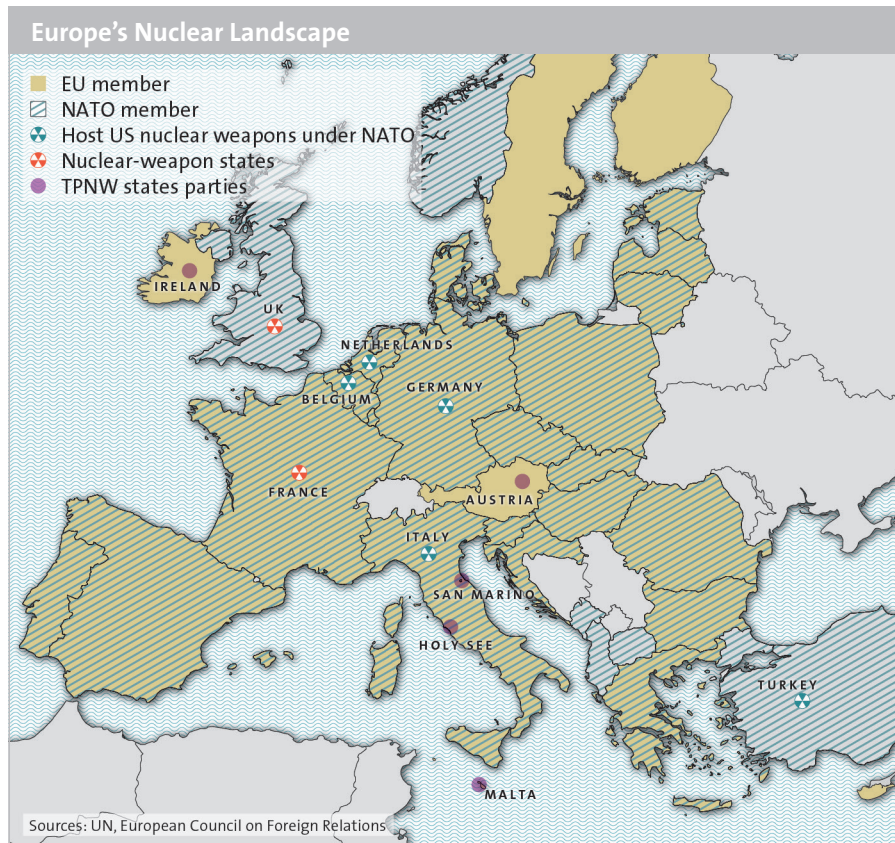 Europe's Nuclear Landscape
EU member
NATO member
Host US nuclear weapons under NATO
Nuclear-weapon states
TPNW states parties
IRELAND
UK
NETHERLANDS
BELGIUM
GERMANY
FRANCE
AUSTRIA
ITALY
SAN MARINO
HOLY SEE
TURKEY
MALTA
Sources: UN, European Council on Foreign Relations